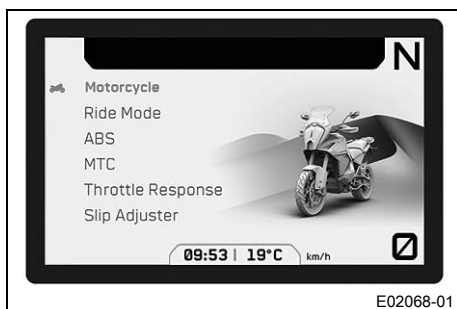 N
Motorcycle
Ride Mode
ABS
MTC
Throttle Response
Slip Adjuster
09:53 | 19°C km/h
0
E02068-01